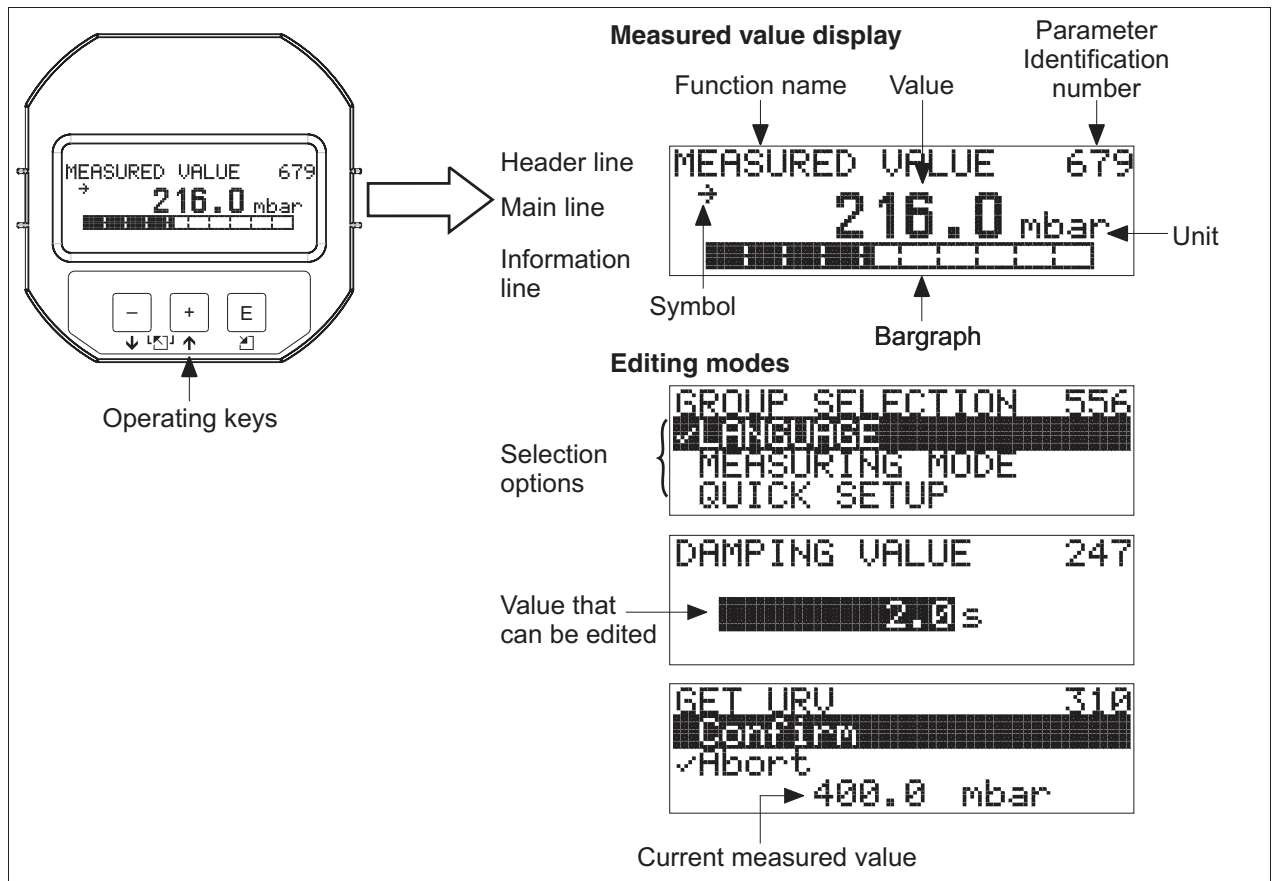 MEASURED VALUE 679
216.0 mbar
–
+
E
Operating keys
Measured value display
Function name
Value
Parameter
Identification
number
Header line
Main line
Information
line
MEASURED VALUE 679
216.0 mbar
Unit
Symbol
Bargraph
Editing modes
Selection
options
GROUP SELECTION 556
✓LANGUAGE
MEASURING MODE
QUICK SETUP
Value that
can be edited
DAMPING VALUE 247
2.0 s
GET URV 310
Confirm
✓Abort
400.0 mbar
Current measured value